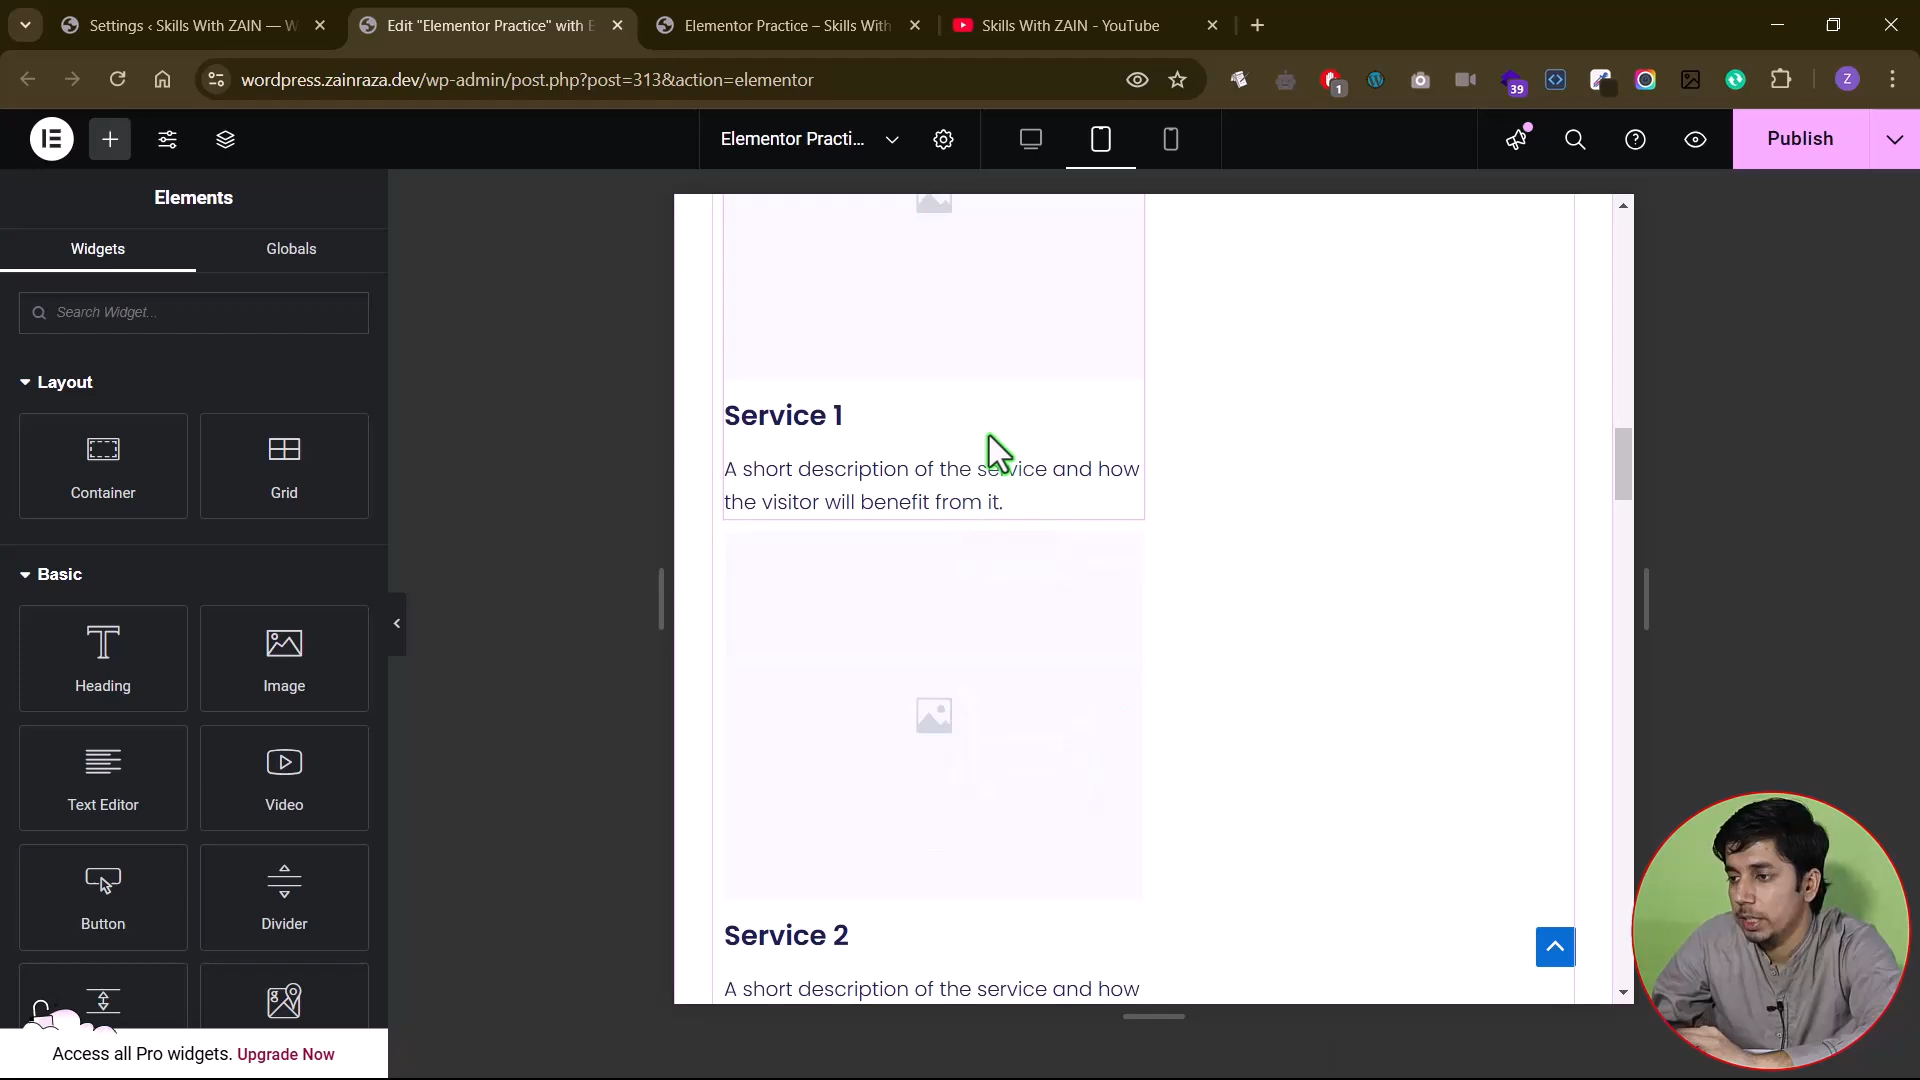 Settings ‹ Skills With ZAIN — W
Edit "Elementor Practice" with E
Elementor Practice – Skills With
Skills With ZAIN - YouTube
wordpress.zainraza.dev/wp-admin/post.php?post=313&action=elementor
1
39
Z
Elementor Practi...
Publish
Elements
Widgets
Globals
Search Widget...
Layout
Container
Grid
Basic
Heading
Image
Text Editor
Video
Button
Divider
Access all Pro widgets. Upgrade Now
Service 1
A short description of the service and how
the visitor will benefit from it.
Service 2
A short description of the service and how